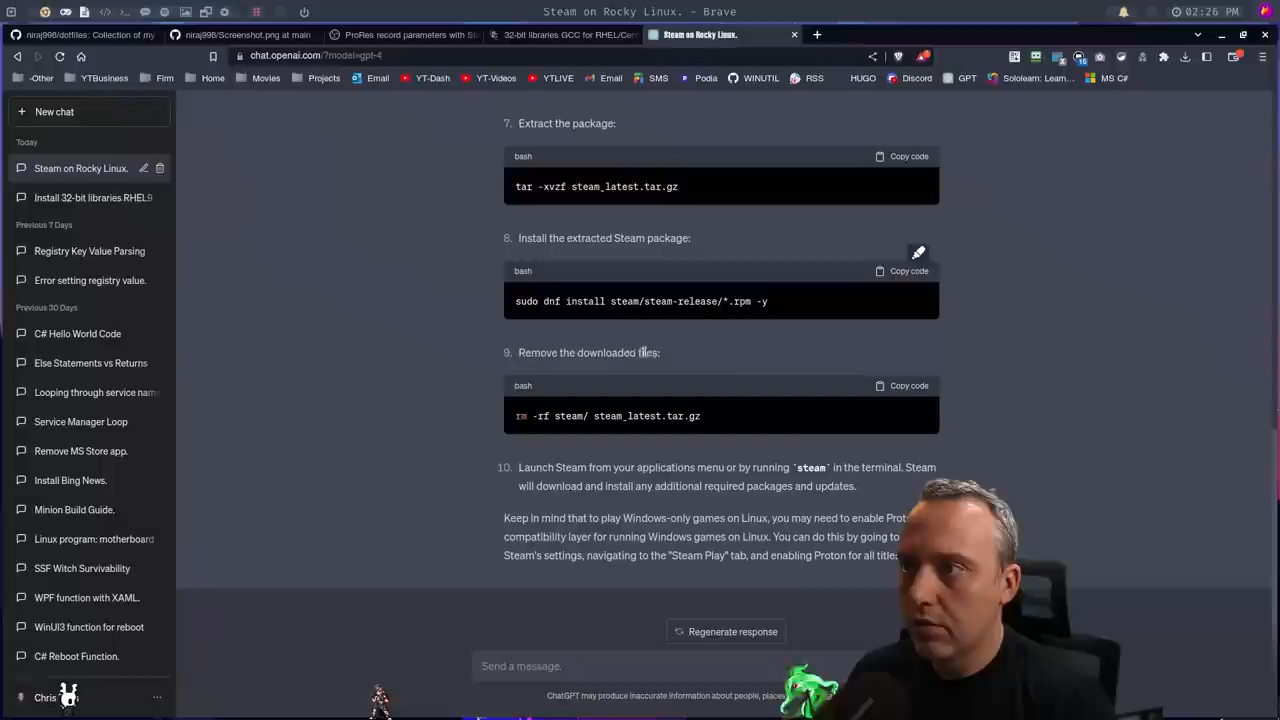 Steam on Rocky Linux. - Brave
02:26 PM
niraj998/dotfiles: Collection of my
niraj998/Screenshot.png at main
ProRes record parameters with St
32-bit libraries GCC for RHEL/Cen
Steam on Rocky Linux.
chat.openai.com/?model=gpt-4
-Other
YTBusiness
Firm
Home
Movies
Projects
Email
YT-Dash
YT-Videos
YTLIVE
Email
SMS
Podia
WINUTIL
RSS
HUGO
Discord
GPT
Sololearn: Learn...
MS C#
New chat
Today
Steam on Rocky Linux.
Install 32-bit libraries RHEL9
Previous 7 Days
Registry Key Value Parsing
Error setting registry value.
Previous 30 Days
C# Hello World Code
Else Statements vs Returns
Looping through service name
Service Manager Loop
Remove MS Store app.
Install Bing News.
Minion Build Guide.
Linux program: motherboard
SSF Witch Survivability
WPF function with XAML.
WinUI3 function for reboot
C# Reboot Function.
Chris
7. Extract the package:
bash
Copy code
tar -xvzf steam_latest.tar.gz
8. Install the extracted Steam package:
bash
Copy code
sudo dnf install steam/steam-release/*.rpm -y
9. Remove the downloaded files:
bash
Copy code
rm -rf steam/ steam_latest.tar.gz
10. Launch Steam from your applications menu or by running `steam` in the terminal. Steam
will download and install any additional required packages and updates.
Keep in mind that to play Windows-only games on Linux, you may need to enable Prot
compatibility layer for running Windows games on Linux. You can do this by going to
Steam's settings, navigating to the "Steam Play" tab, and enabling Proton for all title
Regenerate response
Send a message.
ChatGPT may produce inaccurate information about people, places